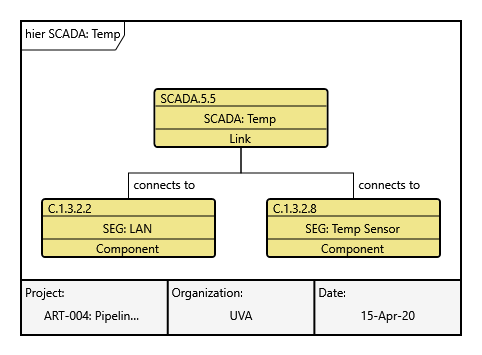 hier SCADA: Temp
SCADA.5.5
SCADA: Temp
Link
connects to
connects to
C.1.3.2.2
SEG: LAN
Component
C.1.3.2.8
SEG: Temp Sensor
Component
Project:
ART-004: Pipelin...
Organization:
UVA
Date:
15-Apr-20